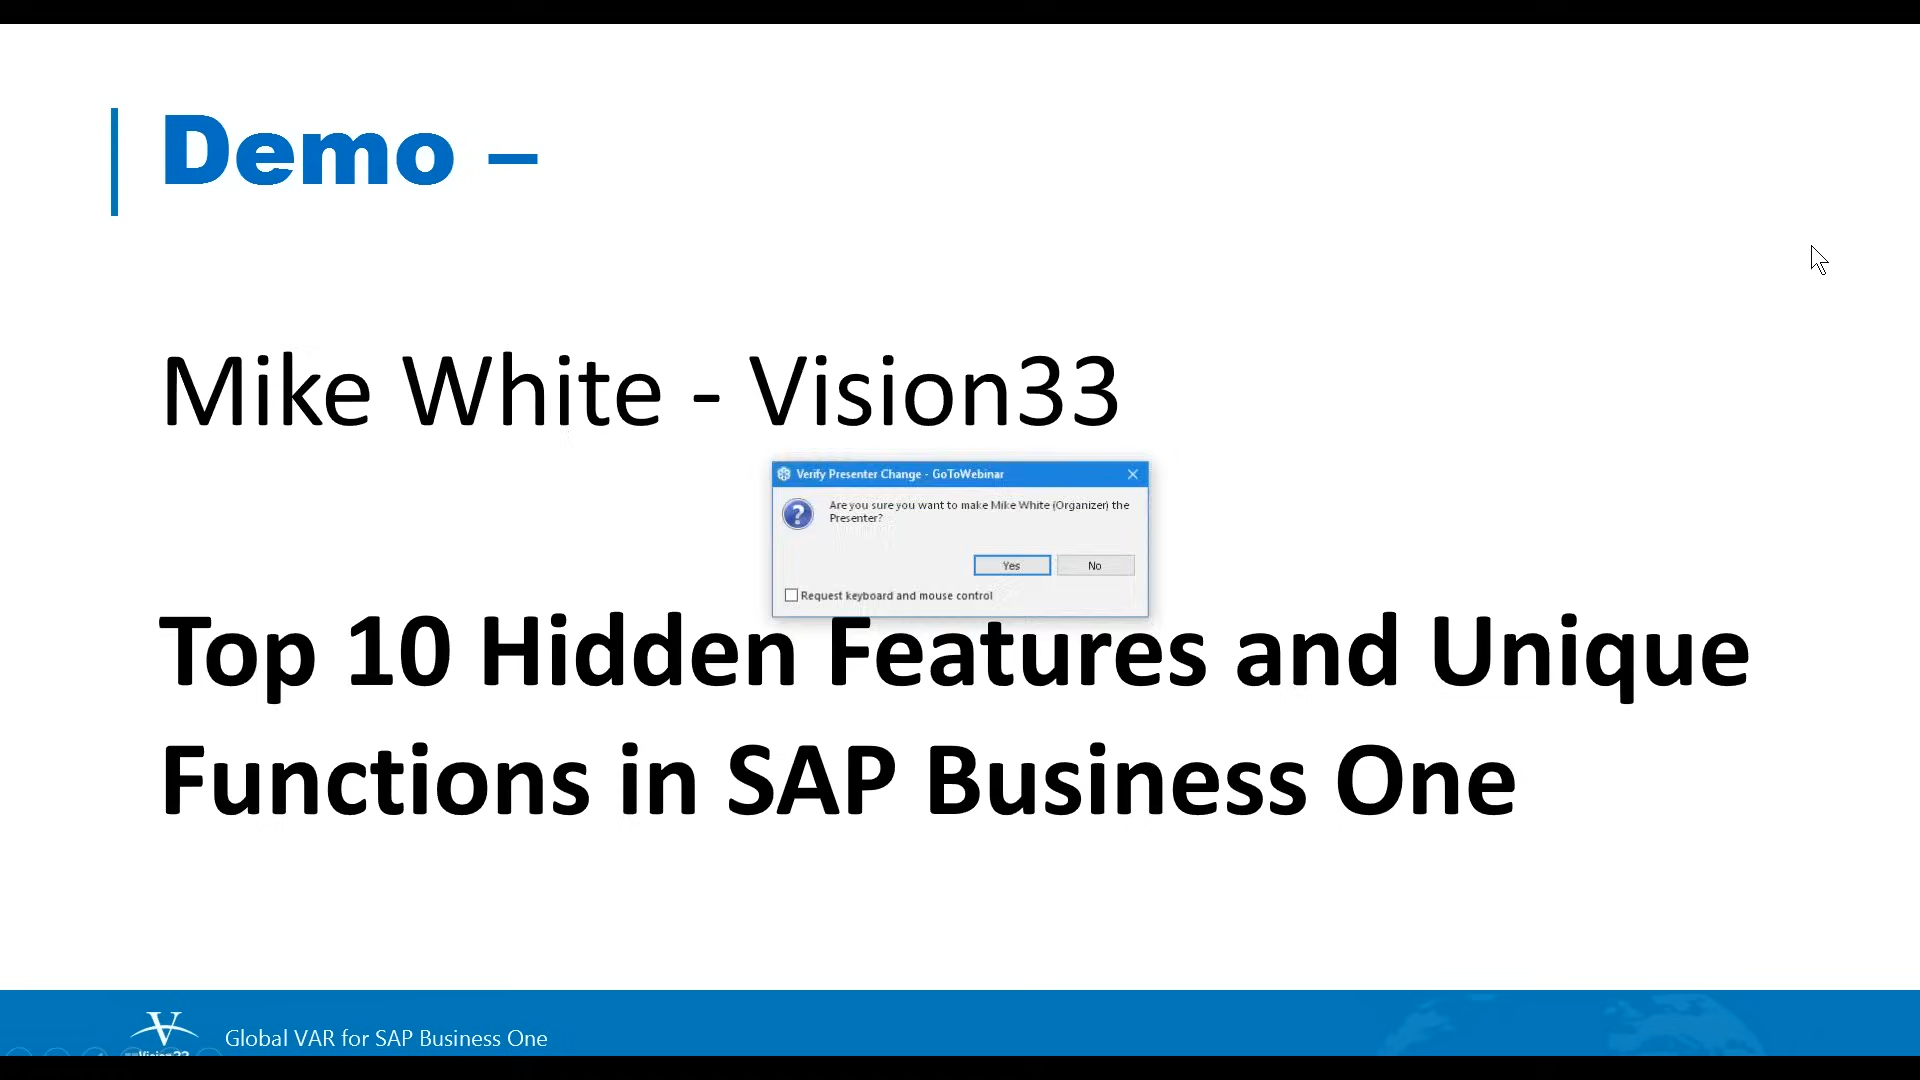 Demo –
Mike White - Vision33
Verify Presenter Change - GoToWebinar
Are you sure you want to make Mike White (Organizer) the
Presenter?
Yes
No
Request keyboard and mouse control
Top 10 Hidden Features and Unique
Functions in SAP Business One
Vision33
Global VAR for SAP Business One